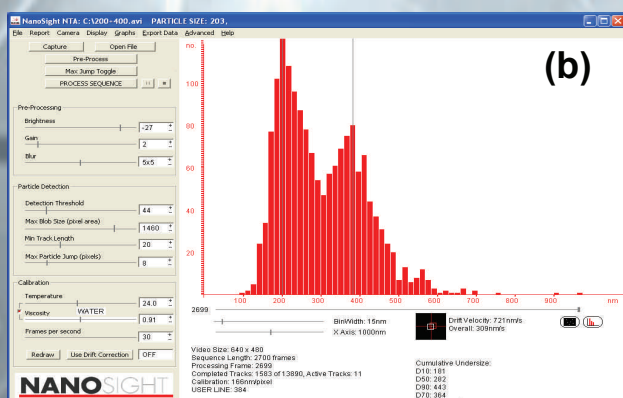 NanoSight NTA: C:\200-400.avi PARTICLE SIZE: 203,
File Report Camera Display Graphs Export Data Advanced Help
Capture Open File
Pre-Process
Max Jump Toggle
PROCESS SEQUENCE
Pre-Processing
Brightness
-27
Gain
2
Blur
5x5
Particle Detection
Detection Threshold
44
Max Blob Size (pixel area)
1460
Min Track Length
20
Max Particle Jump (pixels)
8
Calibration
Temperature
24.0
Viscosity WATER
0.91
Frames per second
30
Redraw Use Drift Correction OFF
NANOSIGHT
(b)
no.
100
80
60
40
20
100 200 300 400 500 600 700 800 900 nm
2699
BinWidth: 15nm
X Axis: 1000nm
Drift Velocity: 721nm/s
Overall: 309nm/s
Video Size: 640 x 480
Sequence Length: 2700 frames
Processing Frame: 2699
Completed Tracks: 1583 of 13890, Active Tracks: 11
Calibration: 166nm/pixel
USER LINE: 384
Cumulative Undersize:
D10: 181
D50: 282
D90: 443
D70: 364